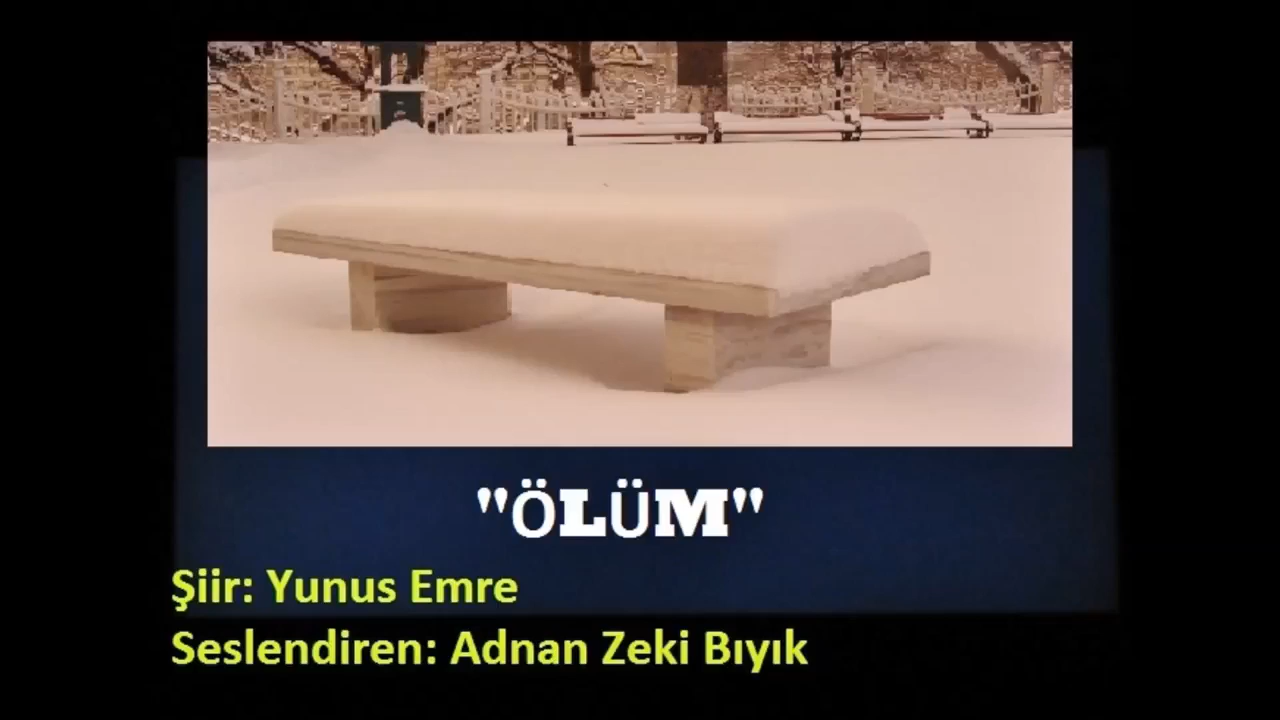 "ÖLÜM"
Şiir: Yunus Emre
Seslendiren: Adnan Zeki Bıyık